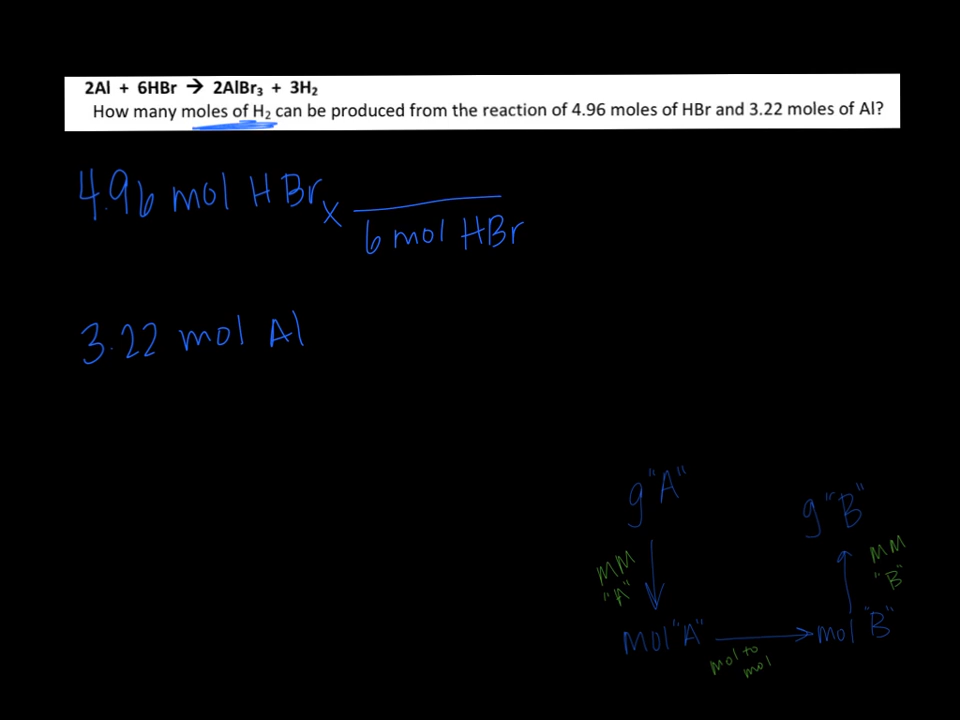 2Al + 6HBr → 2AlBr₃ + 3H₂
How many moles of H₂ can be produced from the reaction of 4.96 moles of HBr and 3.22 moles of Al?
4.96 mol HBr x
6 mol HBr
3.22 mol Al
g "A"
g "B"
MM "A"
MM "B"
mol "A" → mol "B"
mol to
mol